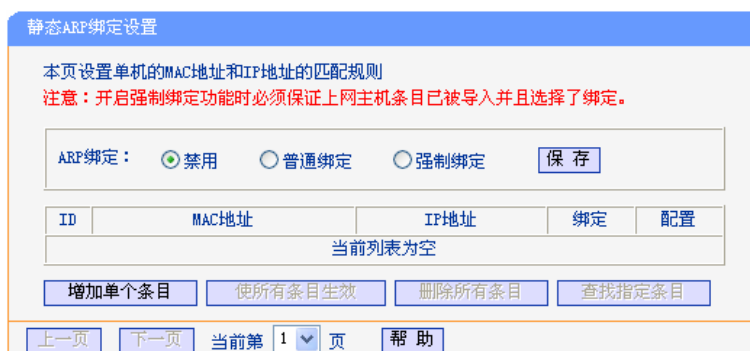 静态ARP绑定设置
本页设置单机的MAC地址和IP地址的匹配规则
注意：开启强制绑定功能时必须保证上网主机条目已被导入并且选择了绑定。
ARP绑定： 禁用 普通绑定 强制绑定 保 存
ID MAC地址 IP地址 绑定 配置
当前列表为空
增加单个条目 使所有条目生效 删除所有条目 查找指定条目
上一页 下一页 当前第 1 页 帮 助